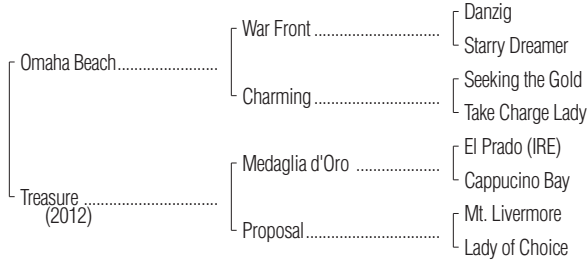 Danzig
War Front
Starry Dreamer
Omaha Beach
Seeking the Gold
Charming
Take Charge Lady
El Prado (IRE)
Medaglia d'Oro
Cappucino Bay
Treasure
(2012)
Mt. Livermore
Proposal
Lady of Choice